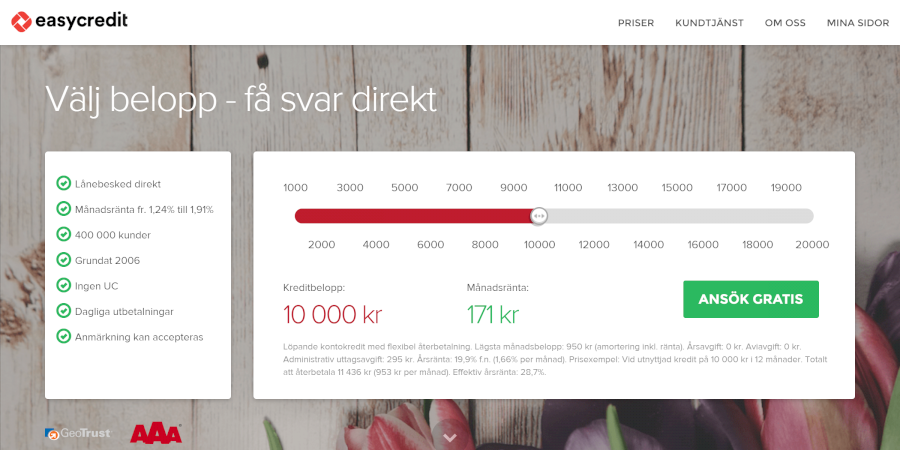 easycredit
PRISER KUNDTJÄNST OM OSS MINA SIDOR
Välj belopp - få svar direkt
Lånebesked direkt
Månadsränta fr. 1,24% till 1,91%
400 000 kunder
Grundat 2006
Ingen UC
Dagliga utbetalningar
Anmärkning kan accepteras
1000 3000 5000 7000 9000 11000 13000 15000 17000 19000
2000 4000 6000 8000 10000 12000 14000 16000 18000 20000
Kreditbelopp: Månadsränta:
10 000 kr 171 kr
ANSÖK GRATIS
Löpande kontokredit med flexibel återbetalning. Lägsta månadsbelopp: 950 kr (amortering inkl. ränta). Årsavgift: 0 kr. Aviavgift: 0 kr.
Administrativ uttagsavgift: 295 kr. Årsränta: 19,9% f.n. (1,66% per månad). Prisexempel: Vid utnyttjad kredit på 10 000 kr i 12 månader. Totalt
att återbetala 11 436 kr (953 kr per månad). Effektiv årsränta: 28,7%.
GeoTrust AAA